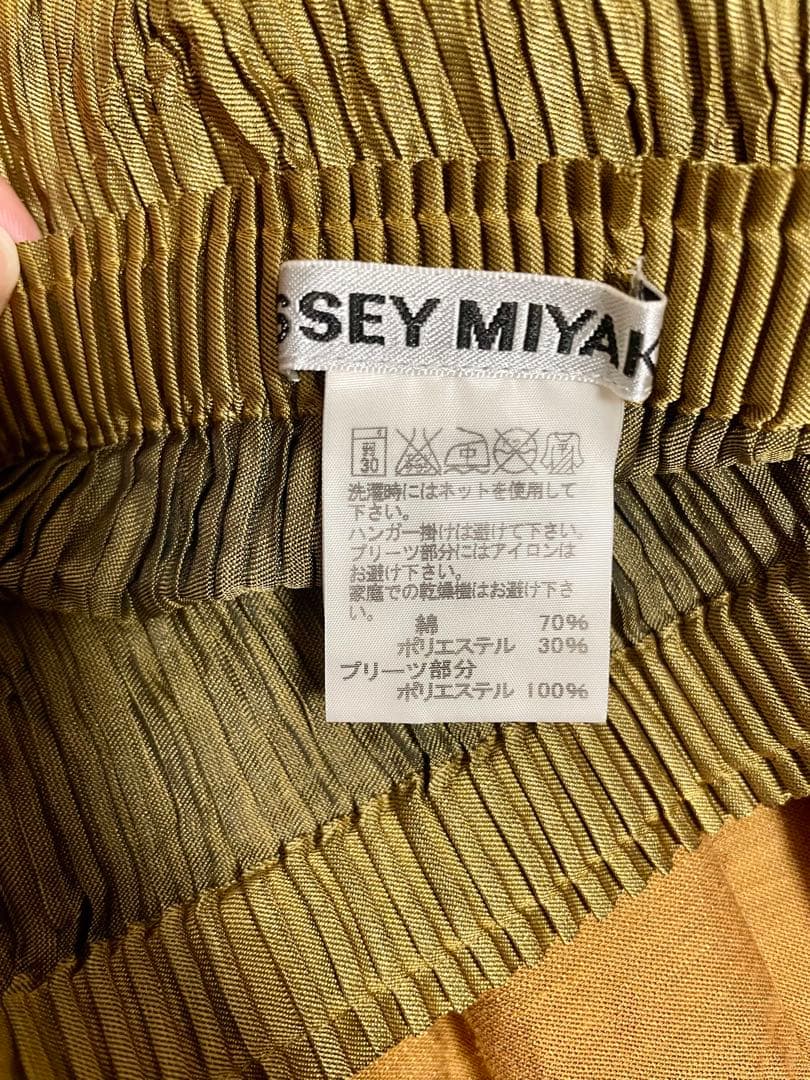 SSEY MIYAK
弱
30
中
洗濯時にはネットを使用して
下さい。
ハンガー掛けは避けて下さい。
プリーツ部分にはアイロンは
お避け下さい。
家庭での乾燥機はお避け下さ
い。
綿 70%
ポリエステル 30%
プリーツ部分
ポリエステル 100%